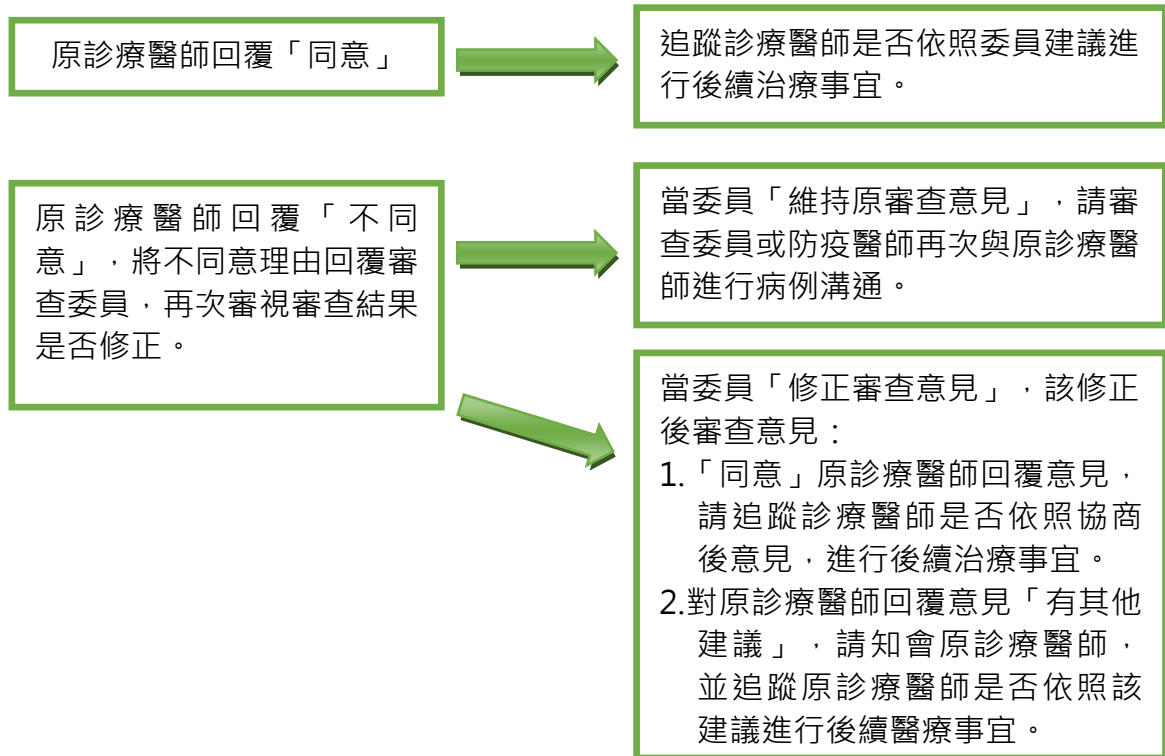 原診療醫師回覆「同意」
追蹤診療醫師是否依照委員建議進
行後續治療事宜。
原診療醫師回覆「不同
意」，將不同意理由回覆審
查委員，再次審視審查結果
是否修正。
當委員「維持原審查意見」，請審
查委員或防疫醫師再次與原診療醫
師進行病例溝通。
當委員「修正審查意見」，該修正
後審查意見：
1.「同意」原診療醫師回覆意見，
請追蹤診療醫師是否依照協商
後意見，進行後續治療事宜。
2.對原診療醫師回覆意見「有其他
建議」，請知會原診療醫師，
並追蹤原診療醫師是否依照該
建議進行後續醫療事宜。